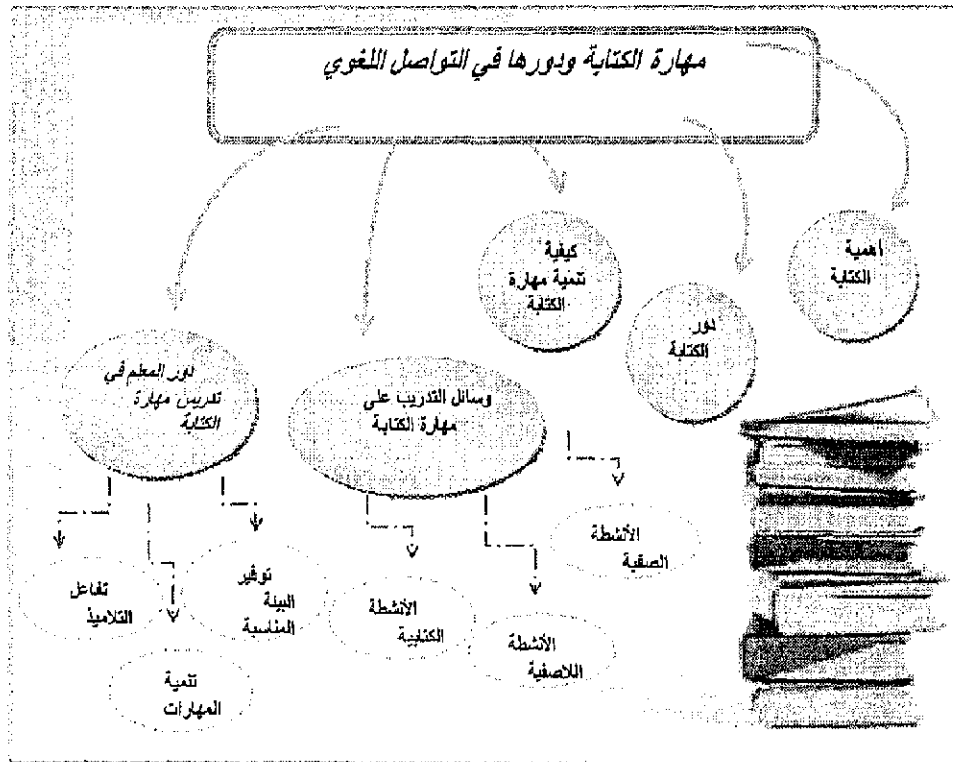 مهارة الكتابة ودورها في التواصل اللغوي
أهمية
الكتابة
دور
الكتابة
كيفية
تنمية مهارة
الكتابة
وسائل التدريب على
مهارة الكتابة
دور المعلم في
تدريس مهارة
الكتابة
الأنشطة
الصفية
الأنشطة
اللاصفية
الأنشطة
الكتابية
توفير
البيئة
المناسبة
تنمية
المهارات
تفاعل
التلاميذ